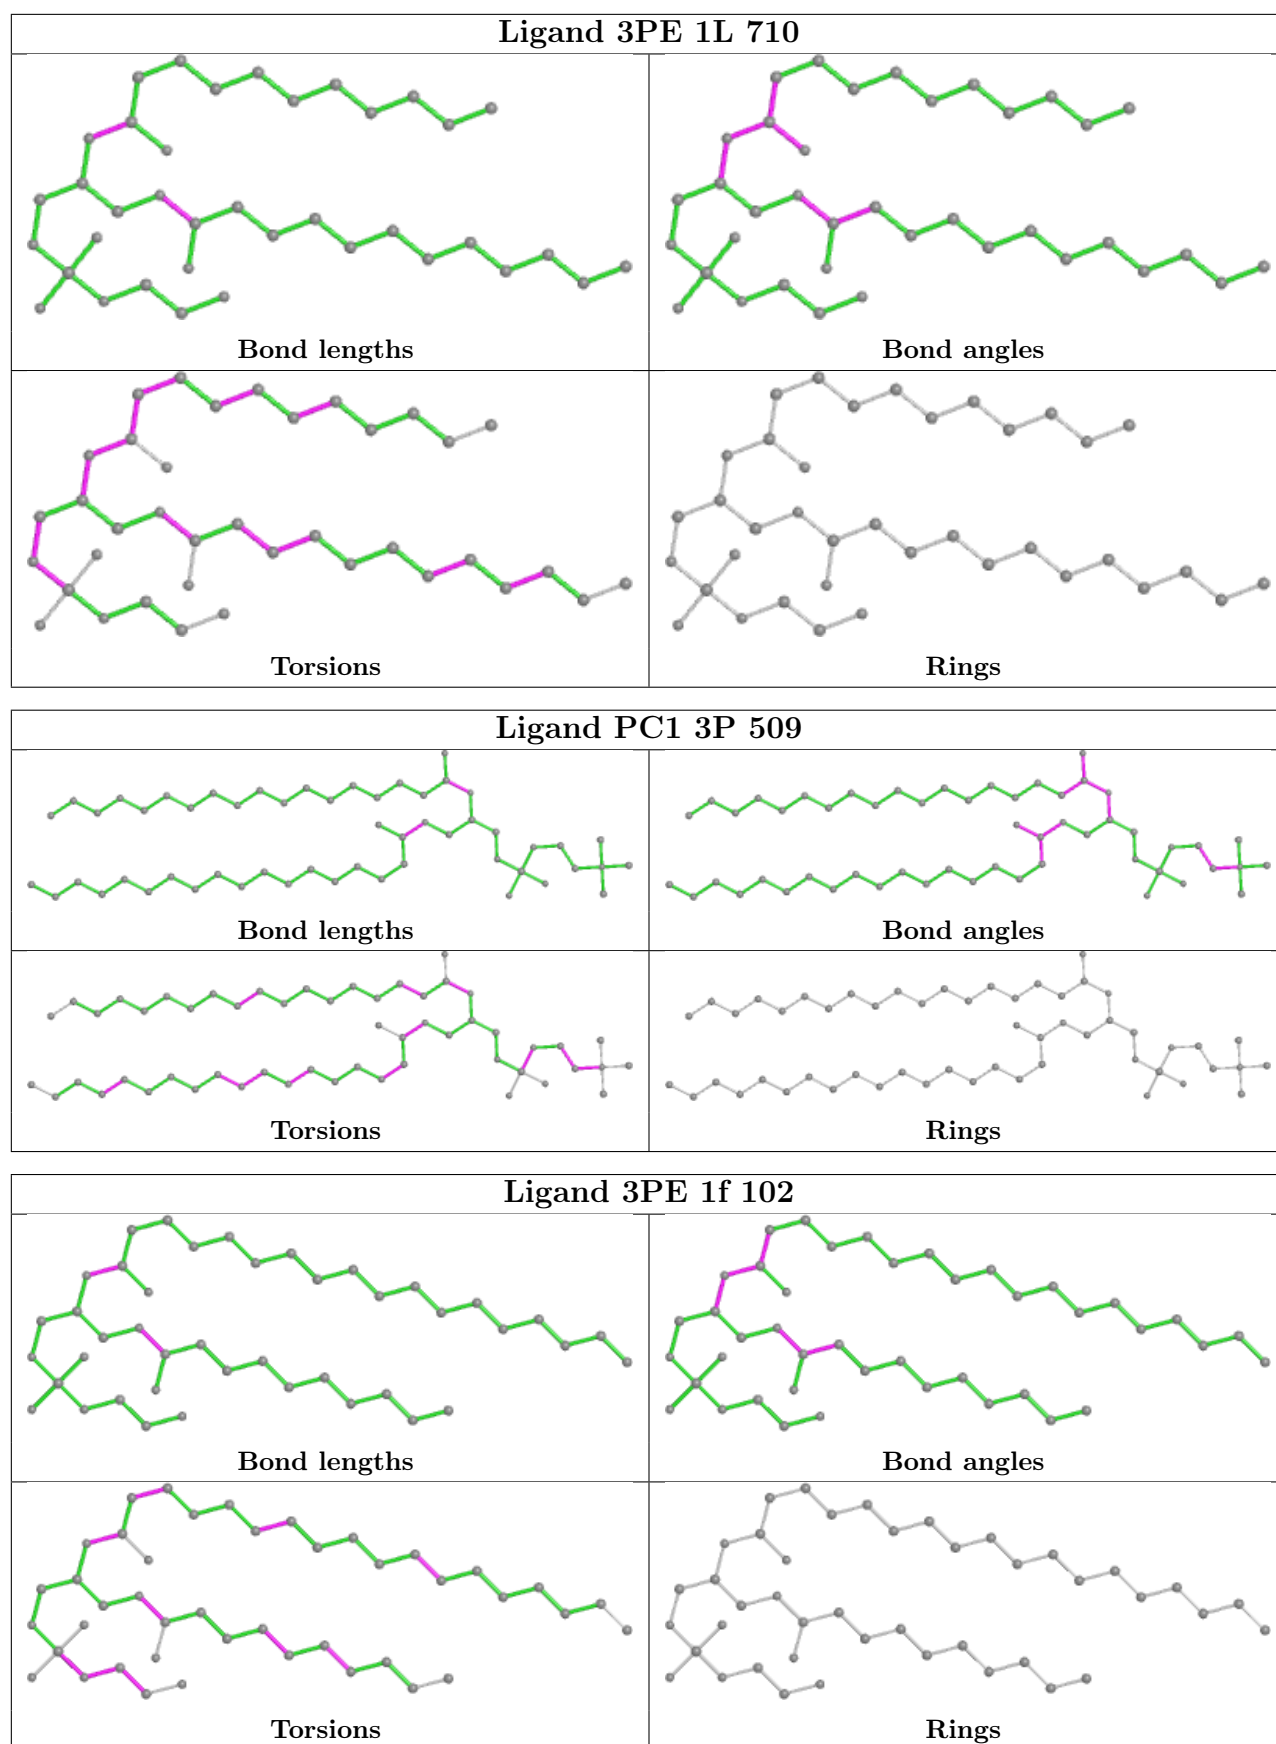 Ligand 3PE 1L 710
Bond lengths
Bond angles
Torsions
Rings
Ligand PC1 3P 509
Bond lengths
Bond angles
Torsions
Rings
Ligand 3PE 1f 102
Bond lengths
Bond angles
Torsions
Rings